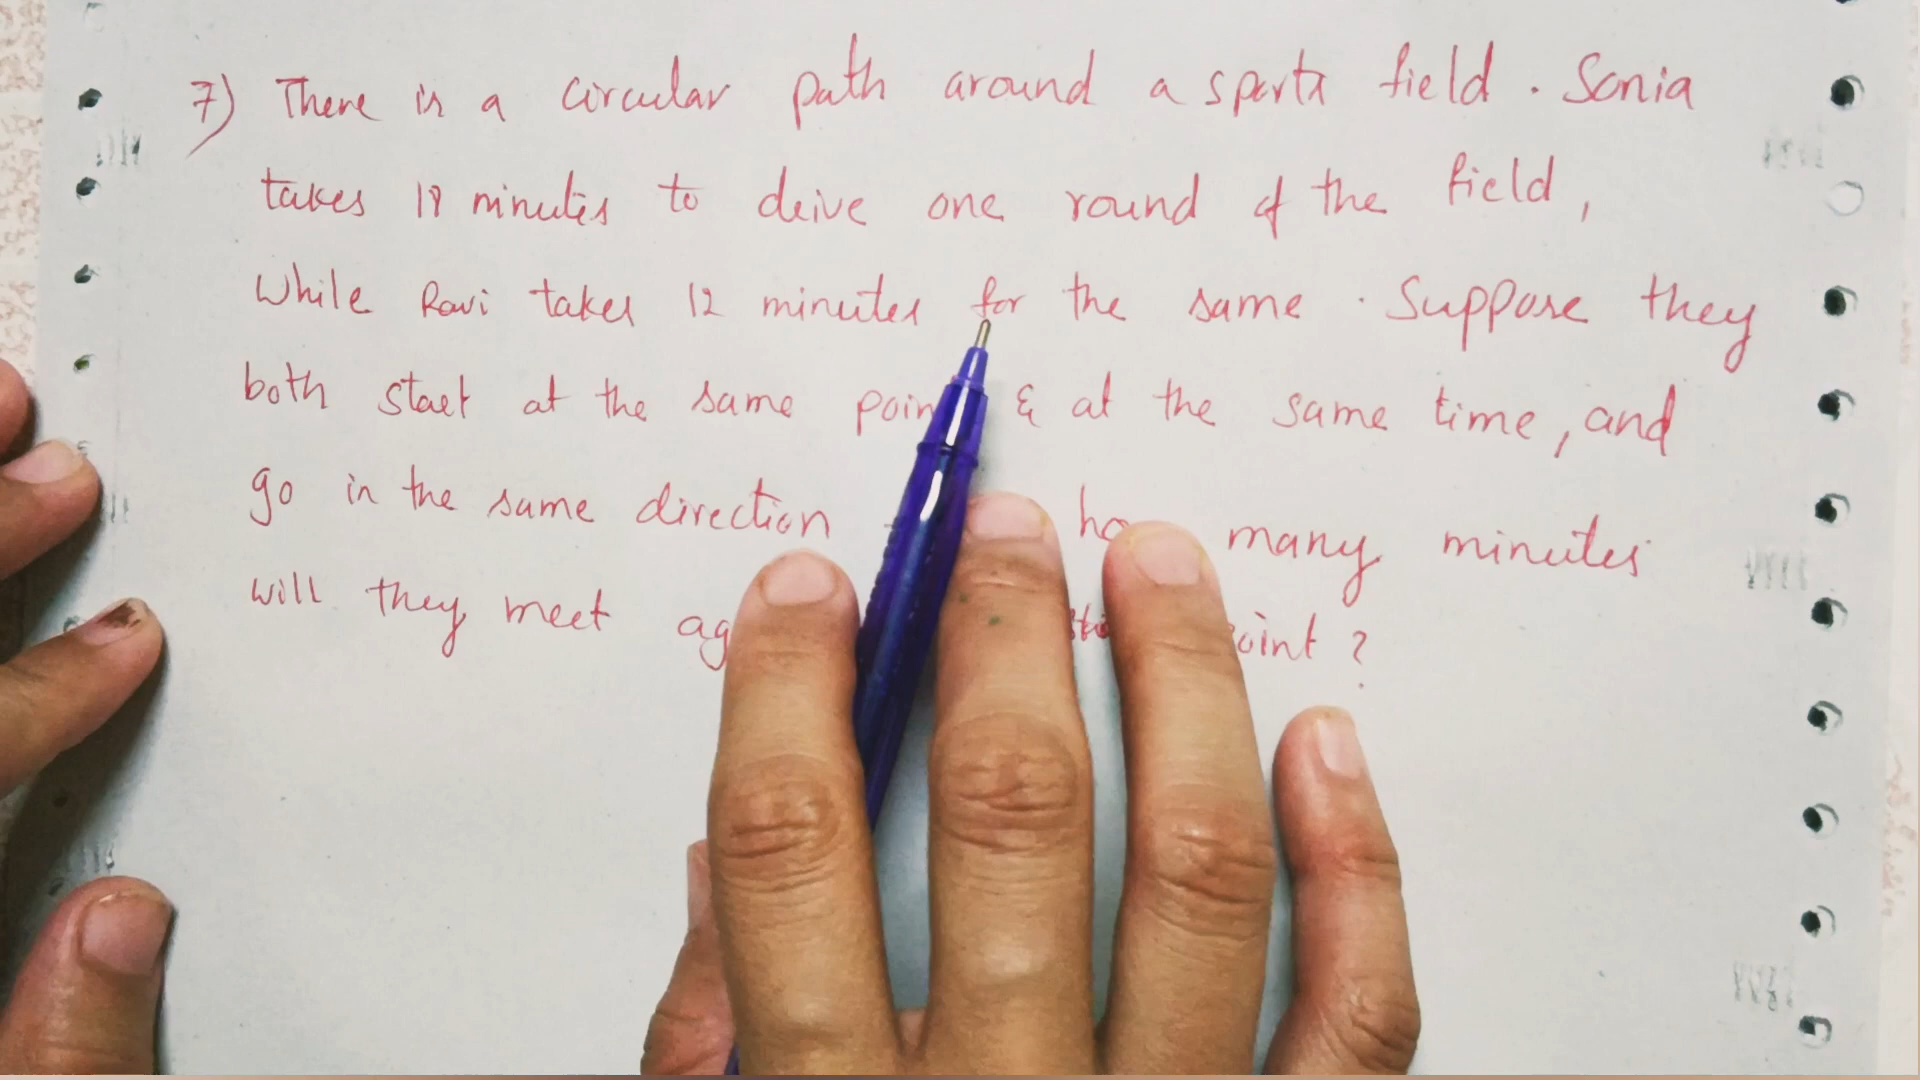 7) There is a circular path around a sports field . Sonia
takes 18 minutes to drive one round of the field ,
While Ravi takes 12 minutes for the same . Suppose they
both start at the same poin & at the same time , and
go in the same direction many minutes
will they meet oint ?